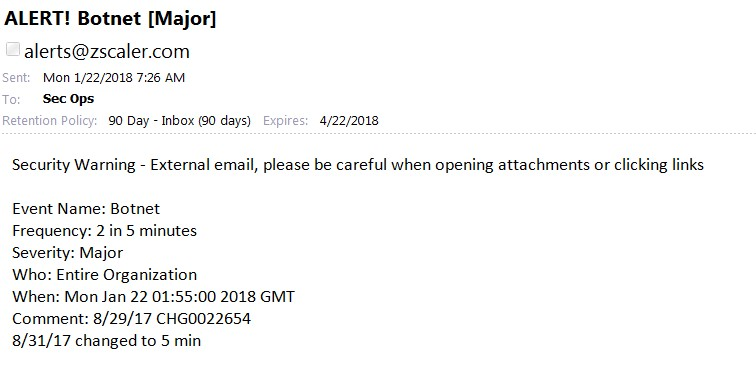 ALERT! Botnet [Major]
alerts@zscaler.com
Sent: Mon 1/22/2018 7:26 AM
To: Sec Ops
Retention Policy: 90 Day - Inbox (90 days) Expires: 4/22/2018
Security Warning - External email, please be careful when opening attachments or clicking links
Event Name: Botnet
Frequency: 2 in 5 minutes
Severity: Major
Who: Entire Organization
When: Mon Jan 22 01:55:00 2018 GMT
Comment: 8/29/17 CHG0022654
8/31/17 changed to 5 min